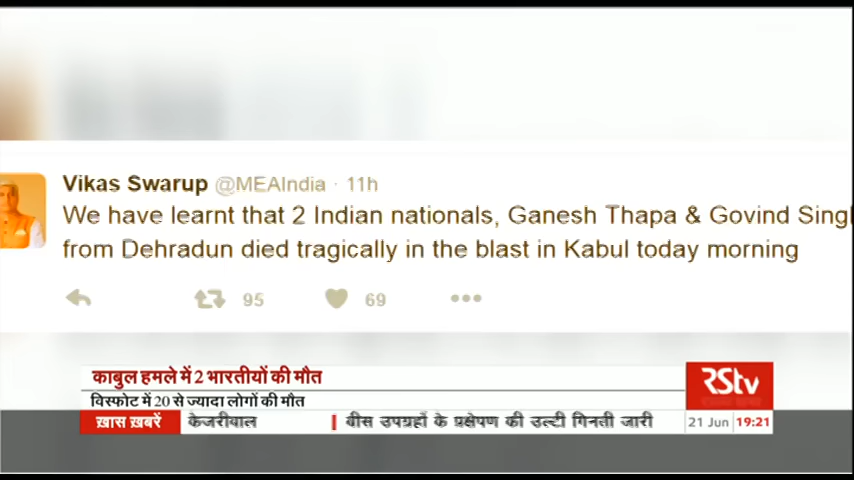 Vikas Swarup @MEAIndia · 11h
We have learnt that 2 Indian nationals, Ganesh Thapa & Govind Singh
from Dehradun died tragically in the blast in Kabul today morning
95 69
काबुल हमले में 2 भारतीयों की मौत
RStv
विस्फोट में 20 से ज्यादा लोगों की मौत
ख़ास ख़बरें केजरीवाल | बीस उपग्रहों के प्रक्षेपण की उल्टी गिनती जारी 21 Jun 19:21